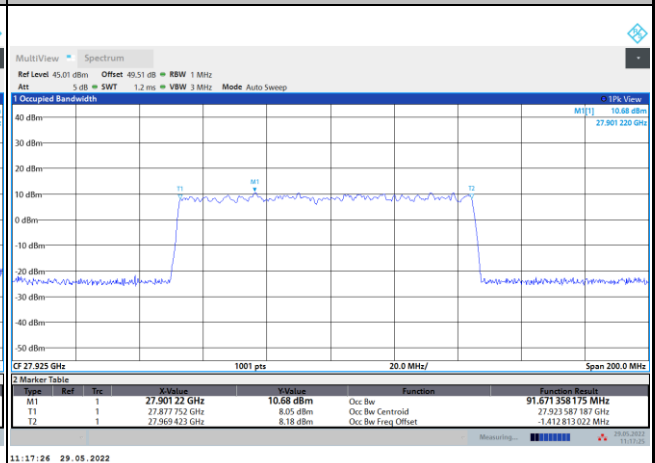 MultiView Spectrum
Ref Level 45.01 dBm Offset 49.51 dB RBW 1 MHz
Att 5 dB SWT 1.2 ms VBW 3 MHz Mode Auto Sweep
1 Occupied Bandwidth 1Pk View
M1[1] 10.68 dBm
27.901 220 GHz
40 dBm
30 dBm
20 dBm
M1
T1 T2
10 dBm
0 dBm
-10 dBm
-20 dBm
-30 dBm
-40 dBm
-50 dBm
CF 27.925 GHz 1001 pts 20.0 MHz/ Span 200.0 MHz
2 Marker Table
Type Ref Trc X-Value Y-Value Function Function Result
M1 1 27.901 22 GHz 10.68 dBm Occ Bw 91.671 358 175 MHz
T1 1 27.877 752 GHz 8.05 dBm Occ Bw Centroid 27.923 587 187 GHz
T2 1 27.969 423 GHz 8.18 dBm Occ Bw Freq Offset -1.412 813 022 MHz
Measuring... 29.05.2022
11:17:25
11:17:26 29.05.2022